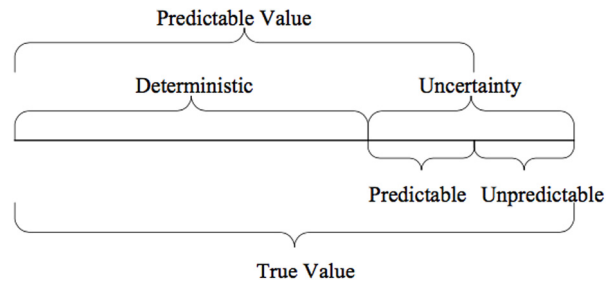 Predictable Value
Deterministic Uncertainty
Predictable Unpredictable
True Value